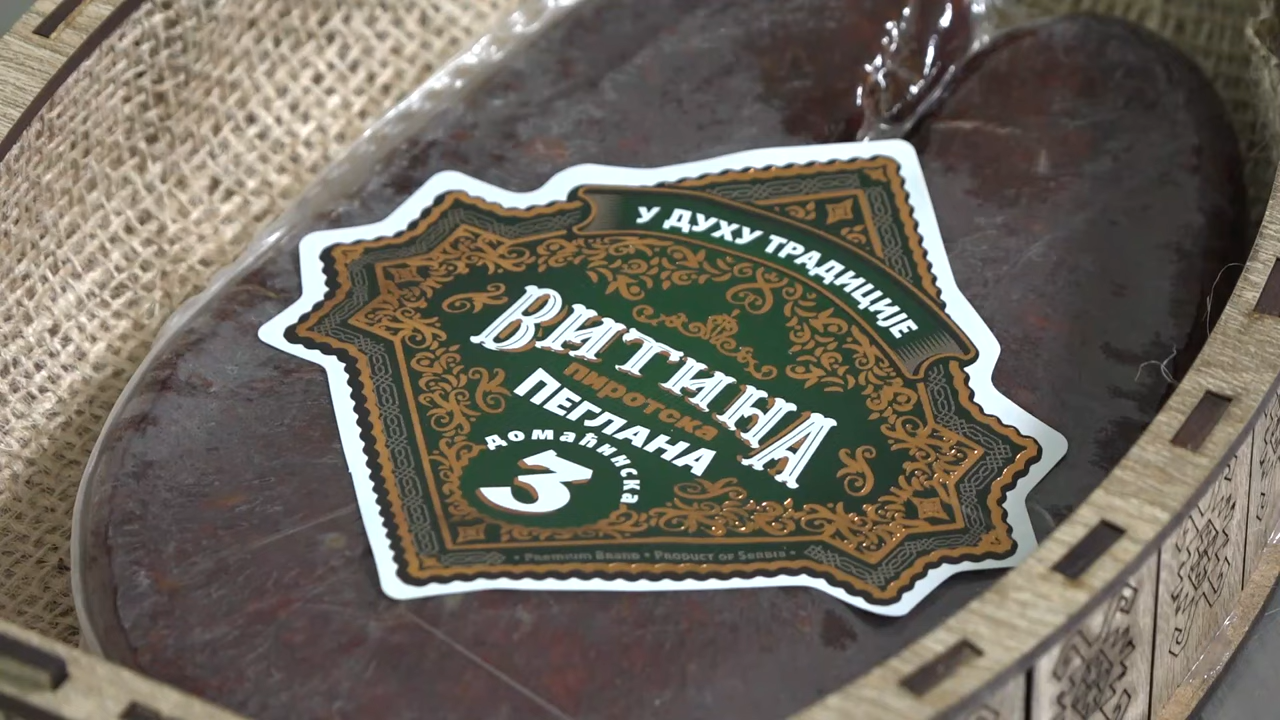 У ДУХУ ТРАДИЦИЈЕ
ВИТИНА
ПИРОТСКА
ПЕГЛАНА
домаћинска
3
• PREMIUM BRAND • PRODUCT OF SERBIA •